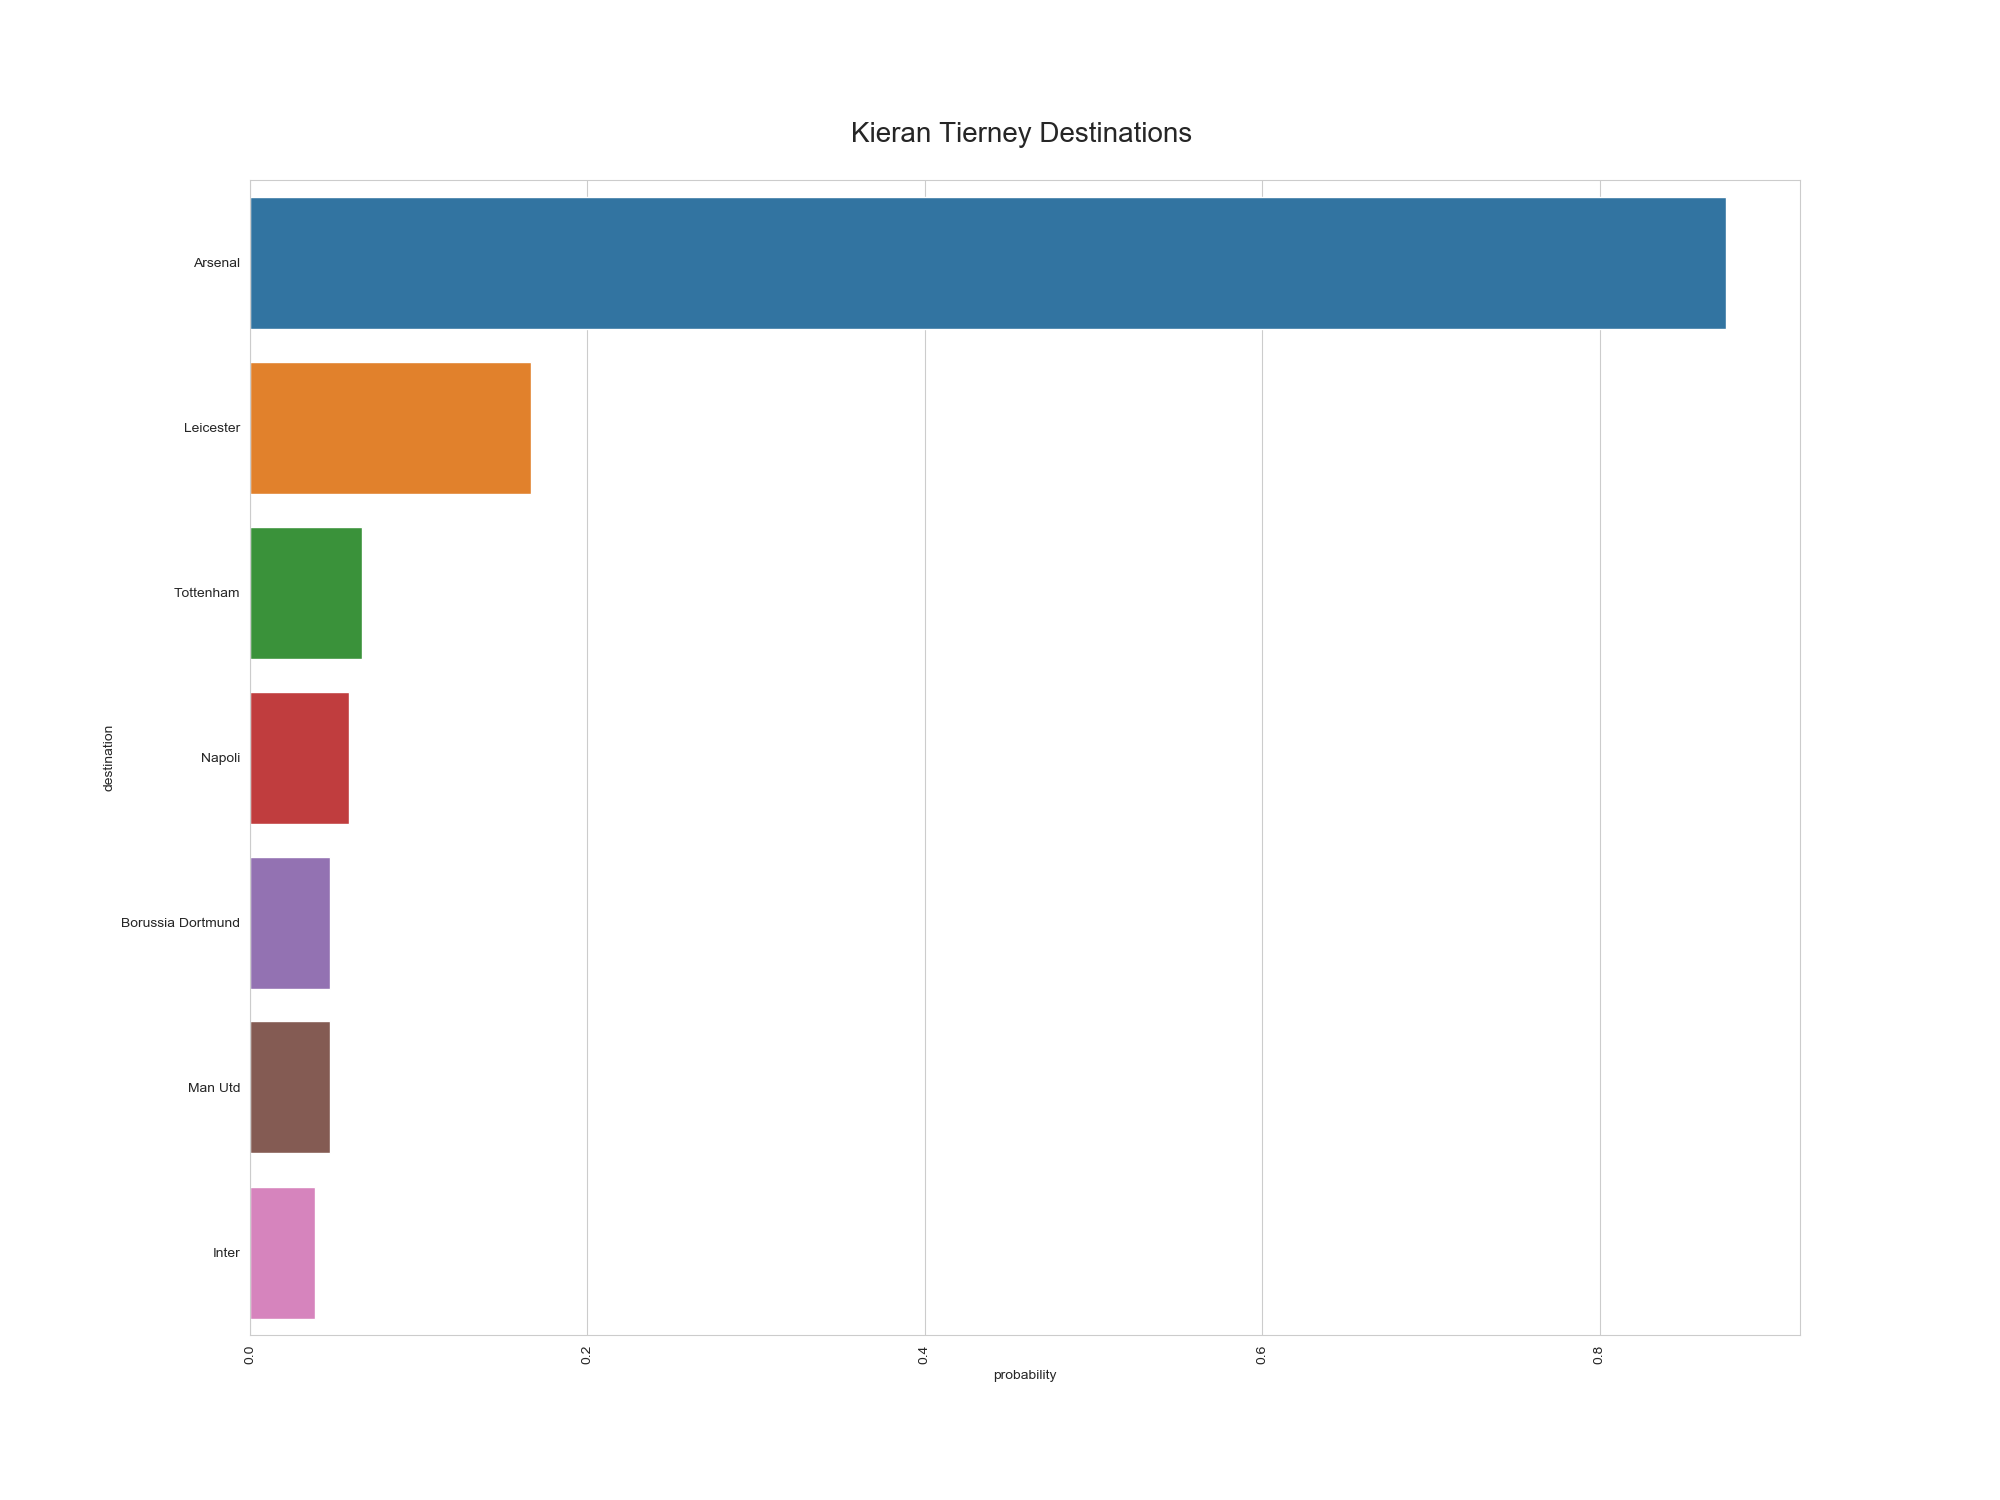 Kieran Tierney Destinations
Arsenal
Leicester
Tottenham
Napoli
Borussia Dortmund
Man Utd
Inter
destination
0.0
0.2
0.4
0.6
0.8
probability